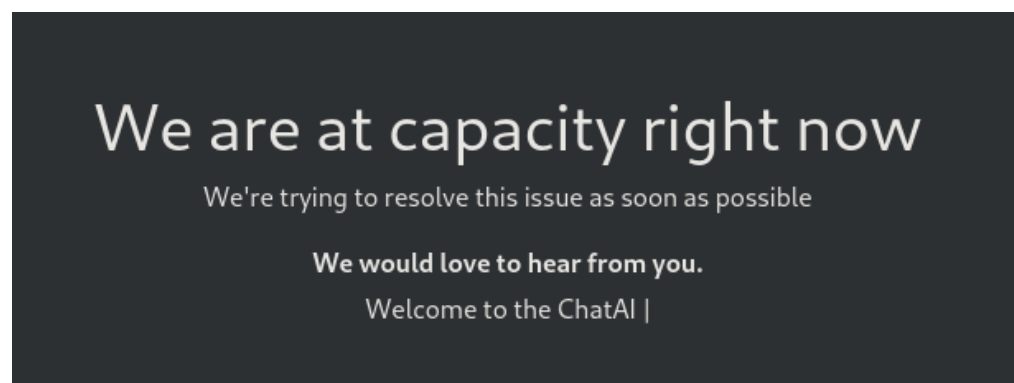 We are at capacity right now
We're trying to resolve this issue as soon as possible
We would love to hear from you.
Welcome to the ChatAI |